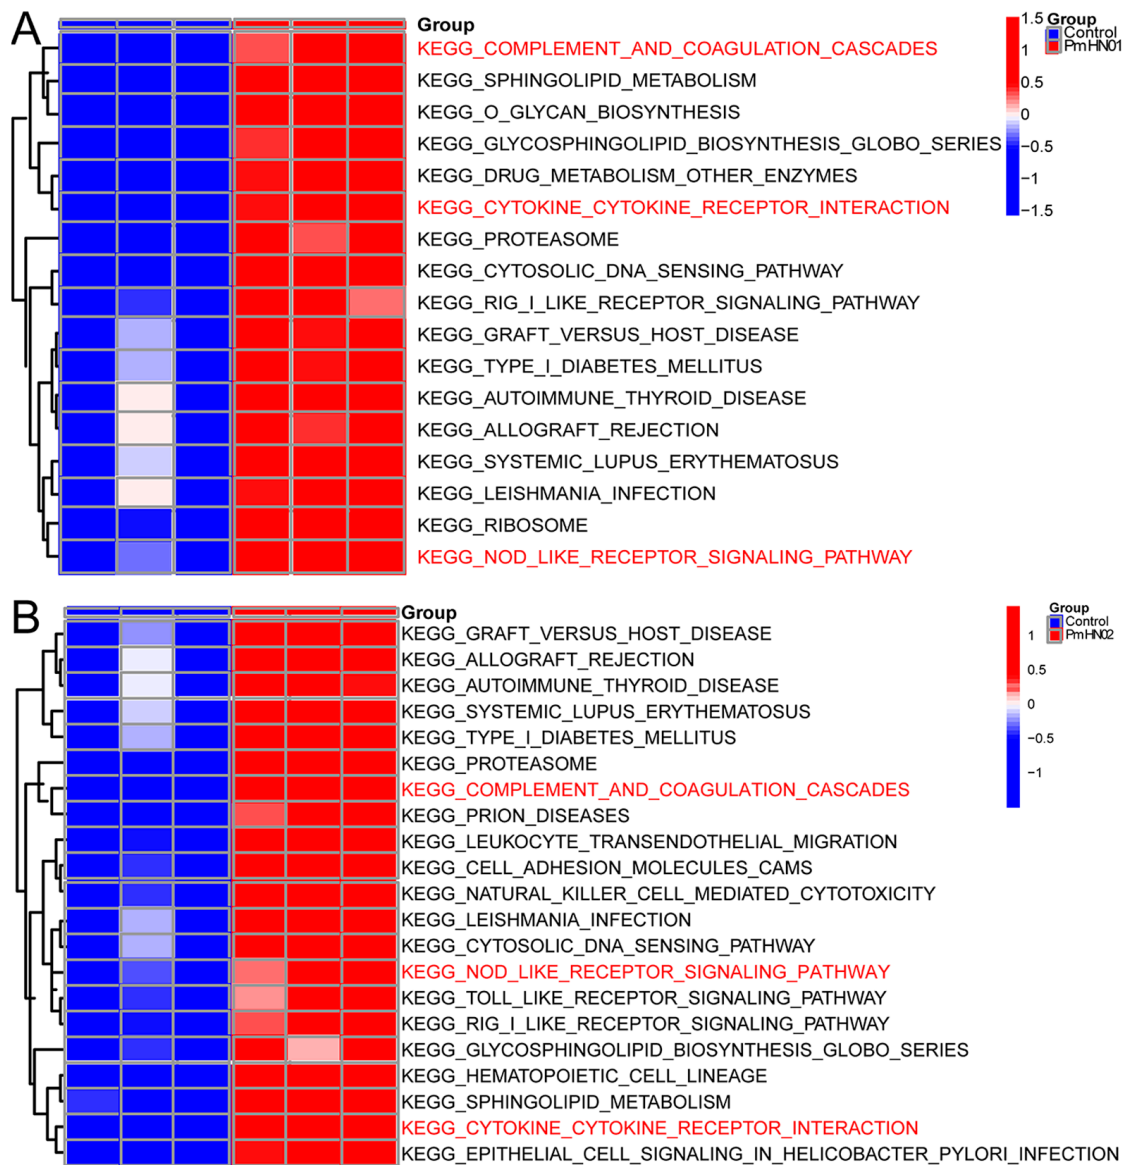 A
Group
KEGG_COMPLEMENT_AND_COAGULATION_CASCADES
KEGG_SPHINGOLIPID_METABOLISM
KEGG_O_GLYCAN_BIOSYNTHESIS
KEGG_GLYCOSPHINGOLIPID_BIOSYNTHESIS_GLOBO_SERIES
KEGG_DRUG_METABOLISM_OTHER_ENZYMES
KEGG_CYTOKINE_CYTOKINE_RECEPTOR_INTERACTION
KEGG_PROTEASOME
KEGG_CYTOSOLIC_DNA_SENSING_PATHWAY
KEGG_RIG_I_LIKE_RECEPTOR_SIGNALING_PATHWAY
KEGG_GRAFT_VERSUS_HOST_DISEASE
KEGG_TYPE_I_DIABETES_MELLITUS
KEGG_AUTOIMMUNE_THYROID_DISEASE
KEGG_ALLOGRAFT_REJECTION
KEGG_SYSTEMIC_LUPUS_ERYTHEMATOSUS
KEGG_LEISHMANIA_INFECTION
KEGG_RIBOSOME
KEGG_NOD_LIKE_RECEPTOR_SIGNALING_PATHWAY
1.5
1
0.5
0
−0.5
−1
−1.5
Group
Control
PmHN01
B
Group
KEGG_GRAFT_VERSUS_HOST_DISEASE
KEGG_ALLOGRAFT_REJECTION
KEGG_AUTOIMMUNE_THYROID_DISEASE
KEGG_SYSTEMIC_LUPUS_ERYTHEMATOSUS
KEGG_TYPE_I_DIABETES_MELLITUS
KEGG_PROTEASOME
KEGG_COMPLEMENT_AND_COAGULATION_CASCADES
KEGG_PRION_DISEASES
KEGG_LEUKOCYTE_TRANSENDOTHELIAL_MIGRATION
KEGG_CELL_ADHESION_MOLECULES_CAMS
KEGG_NATURAL_KILLER_CELL_MEDIATED_CYTOTOXICITY
KEGG_LEISHMANIA_INFECTION
KEGG_CYTOSOLIC_DNA_SENSING_PATHWAY
KEGG_NOD_LIKE_RECEPTOR_SIGNALING_PATHWAY
KEGG_TOLL_LIKE_RECEPTOR_SIGNALING_PATHWAY
KEGG_RIG_I_LIKE_RECEPTOR_SIGNALING_PATHWAY
KEGG_GLYCOSPHINGOLIPID_BIOSYNTHESIS_GLOBO_SERIES
KEGG_HEMATOPOIETIC_CELL_LINEAGE
KEGG_SPHINGOLIPID_METABOLISM
KEGG_CYTOKINE_CYTOKINE_RECEPTOR_INTERACTION
KEGG_EPITHELIAL_CELL_SIGNALING_IN_HELICOBACTER_PYLORI_INFECTION
1
0.5
0
−0.5
−1
Group
Control
PmHN02